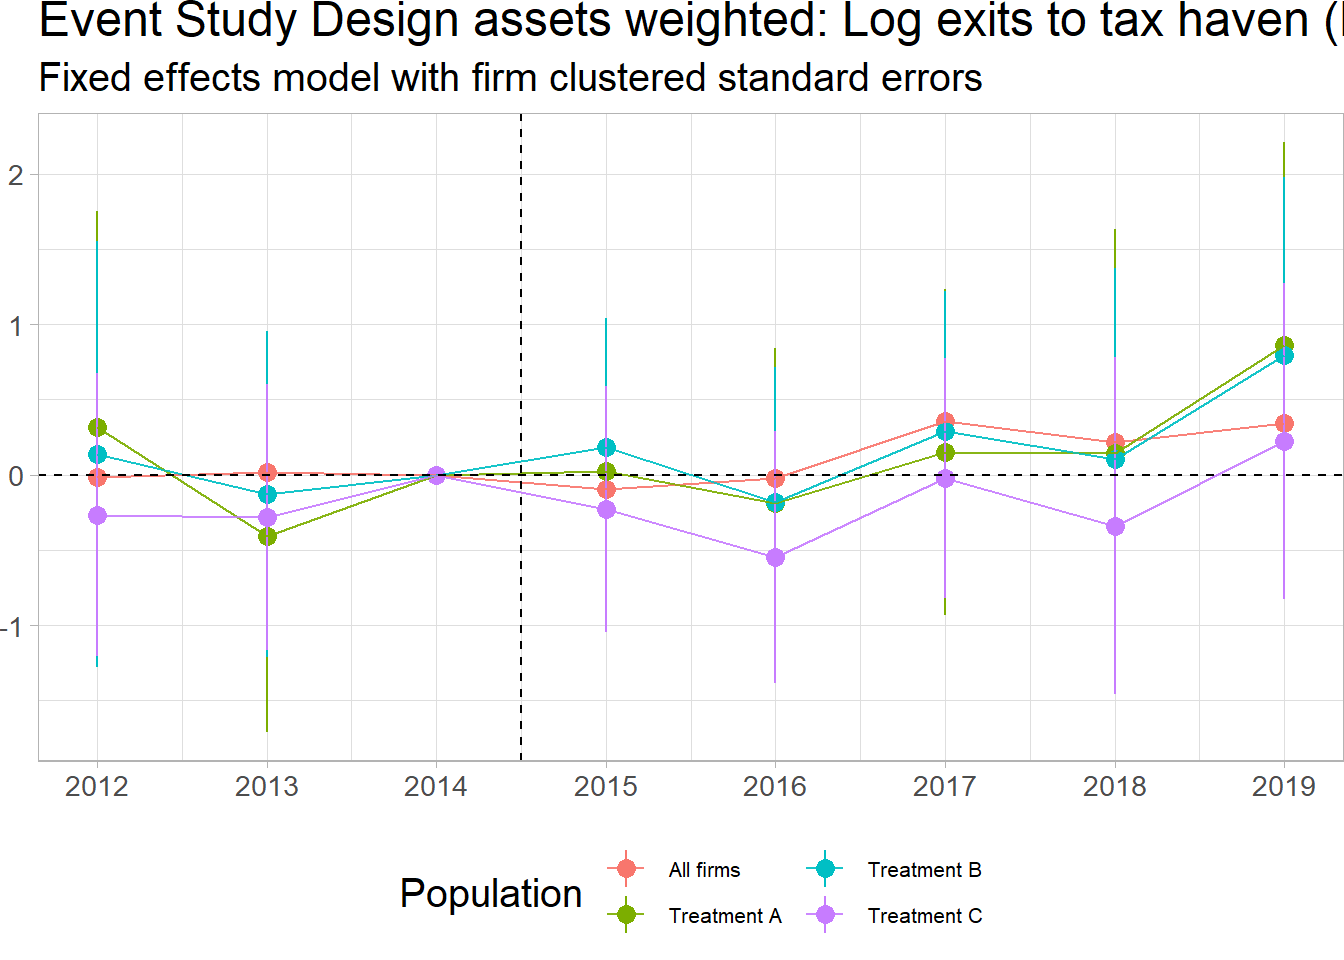 Event Study Design assets weighted: Log exits to tax haven (
Fixed effects model with firm clustered standard errors
2
1
0
-1
2012 2013 2014 2015 2016 2017 2018 2019
Population
All firms
Treatment A
Treatment B
Treatment C